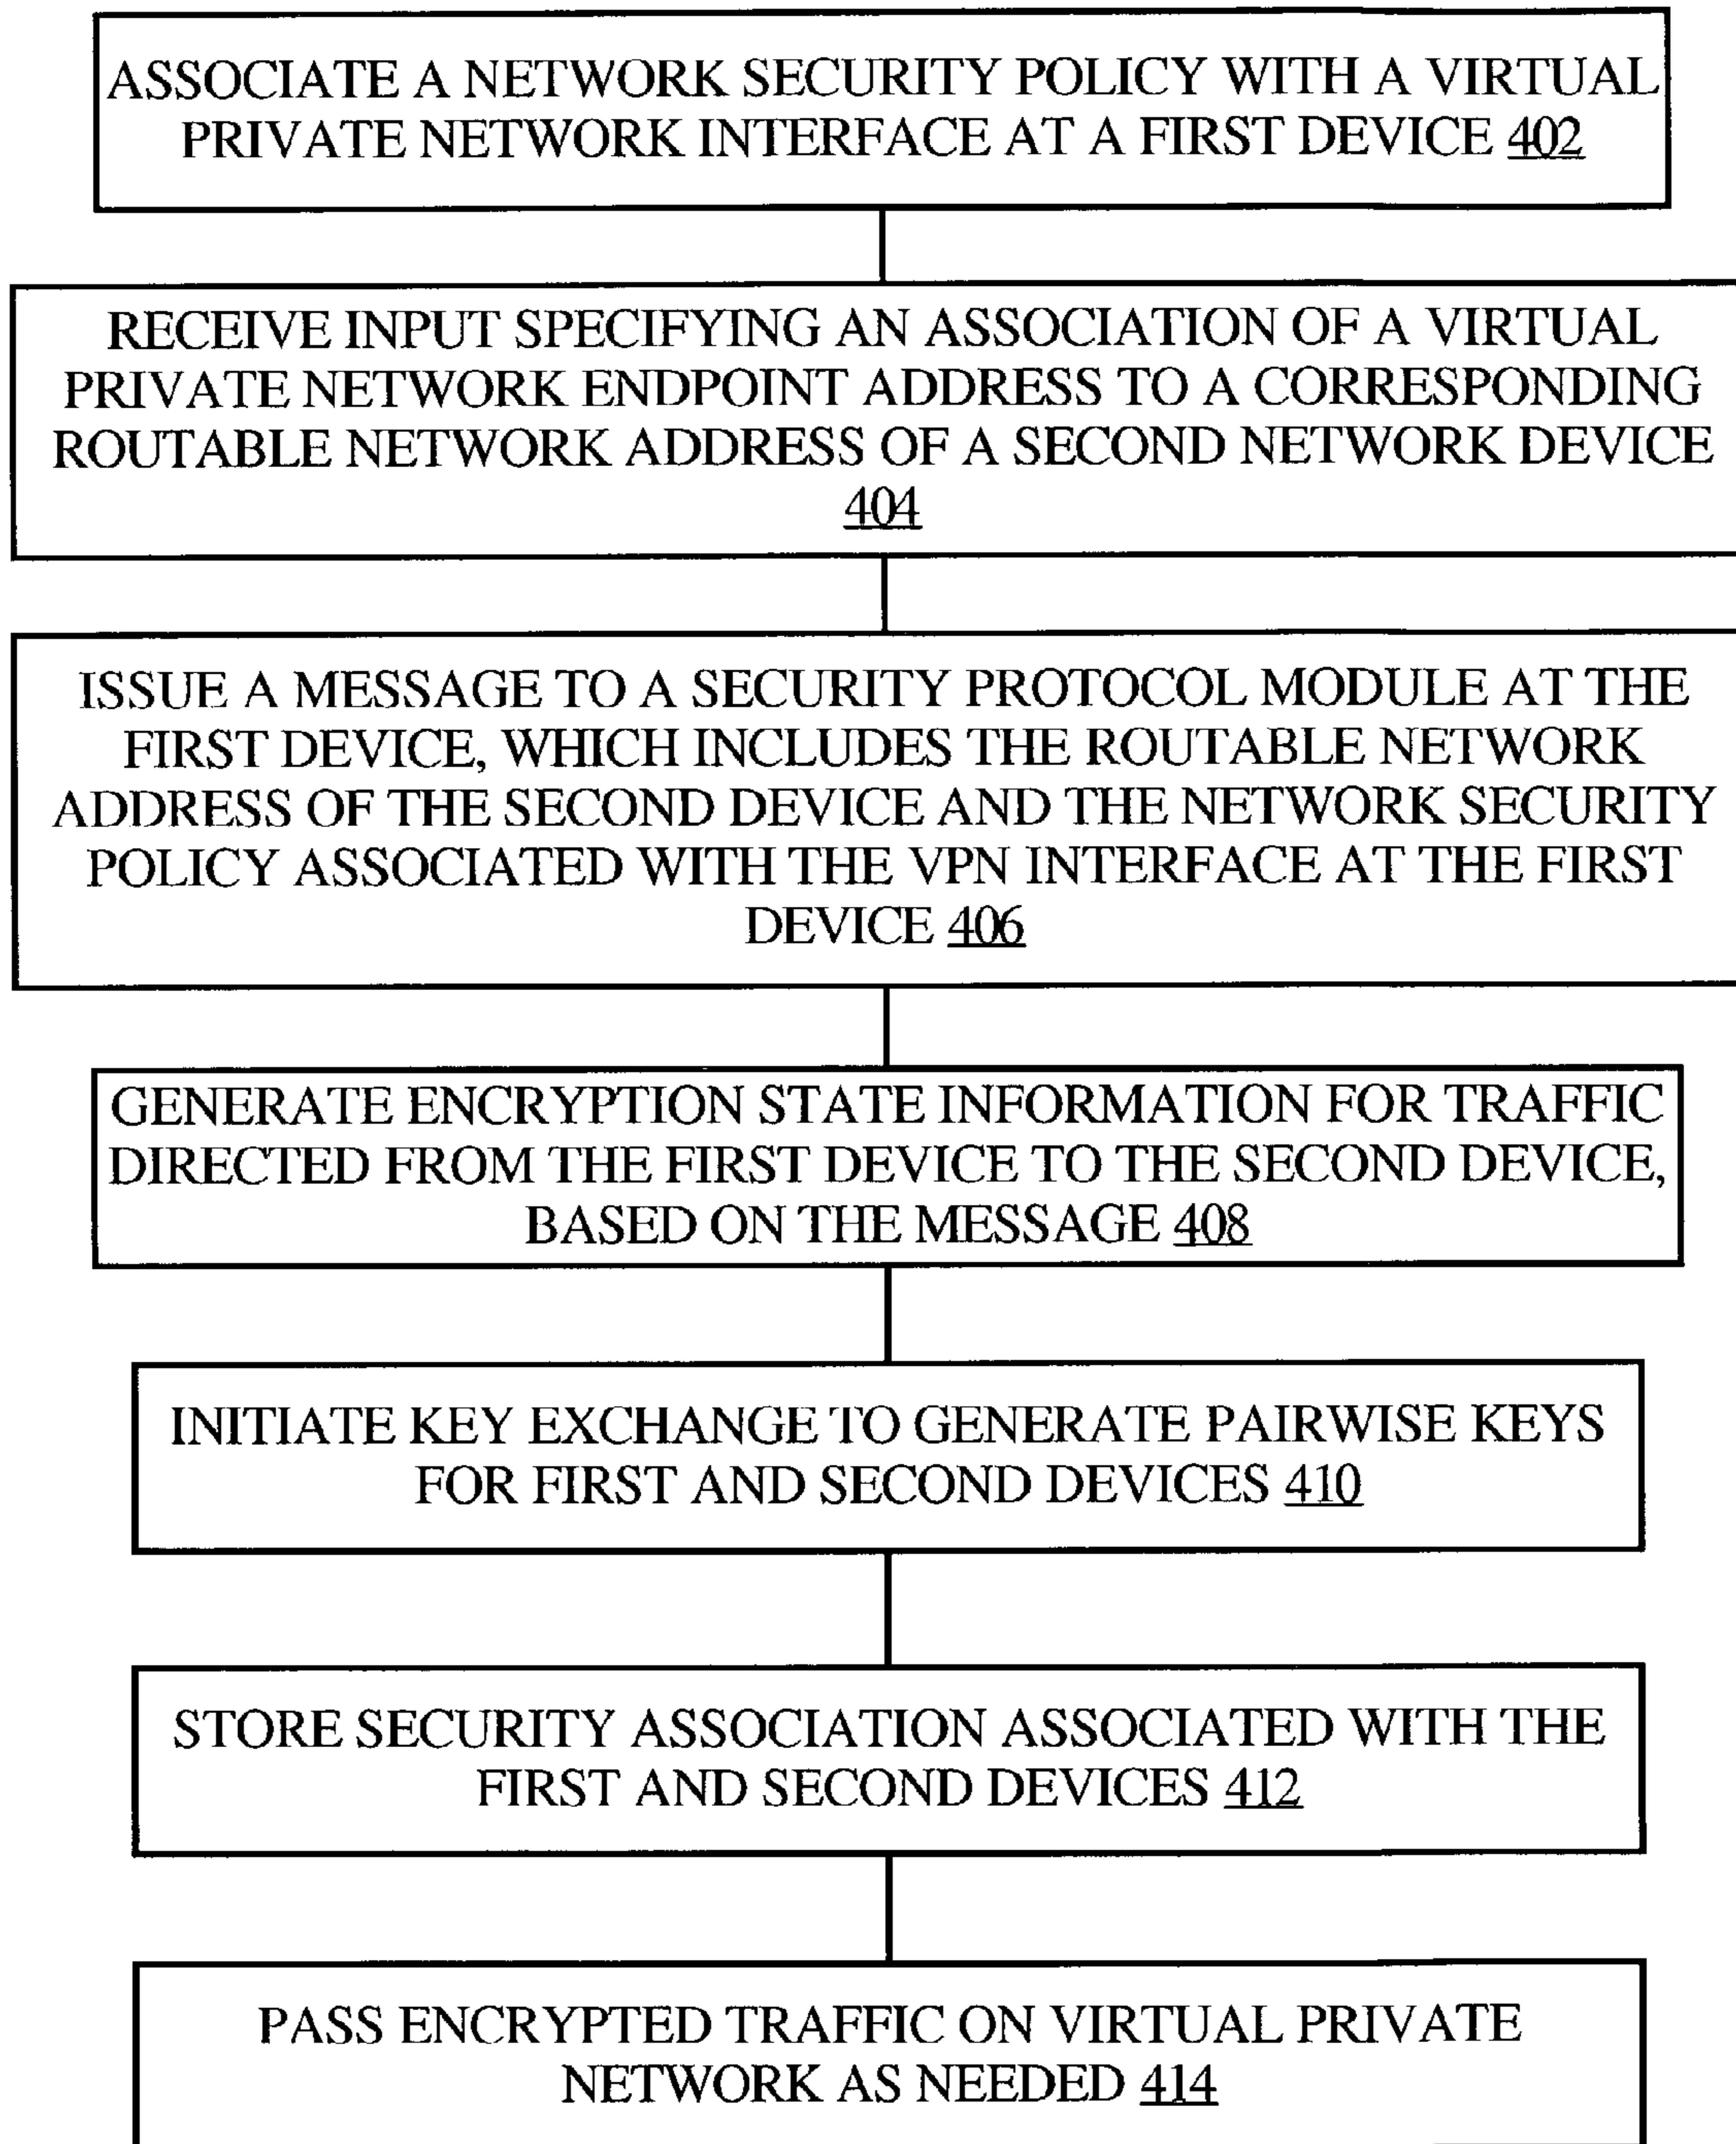 ASSOCIATE A NETWORK SECURITY POLICY WITH A VIRTUAL
PRIVATE NETWORK INTERFACE AT A FIRST DEVICE 402
RECEIVE INPUT SPECIFYING AN ASSOCIATION OF A VIRTUAL
PRIVATE NETWORK ENDPOINT ADDRESS TO A CORRESPONDING
ROUTABLE NETWORK ADDRESS OF A SECOND NETWORK DEVICE
404
ISSUE A MESSAGE TO A SECURITY PROTOCOL MODULE AT THE
FIRST DEVICE, WHICH INCLUDES THE ROUTABLE NETWORK
ADDRESS OF THE SECOND DEVICE AND THE NETWORK SECURITY
POLICY ASSOCIATED WITH THE VPN INTERFACE AT THE FIRST
DEVICE 406
GENERATE ENCRYPTION STATE INFORMATION FOR TRAFFIC
DIRECTED FROM THE FIRST DEVICE TO THE SECOND DEVICE,
BASED ON THE MESSAGE 408
INITIATE KEY EXCHANGE TO GENERATE PAIRWISE KEYS
FOR FIRST AND SECOND DEVICES 410
STORE SECURITY ASSOCIATION ASSOCIATED WITH THE
FIRST AND SECOND DEVICES 412
PASS ENCRYPTED TRAFFIC ON VIRTUAL PRIVATE
NETWORK AS NEEDED 414